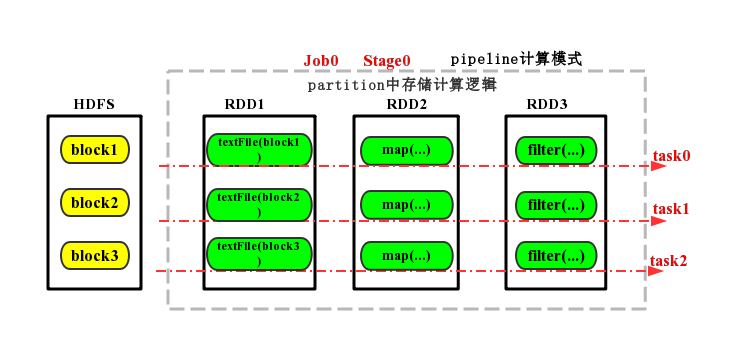 Job0 Stage0 pipeline计算模式
partition中存储计算逻辑
HDFS RDD1 RDD2 RDD3
block1 textFile(block1 map(...) filter(...) task0
)
block2 textFile(block2 map(...) filter(...) task1
)
block3 textFile(block3 map(...) filter(...) task2
)